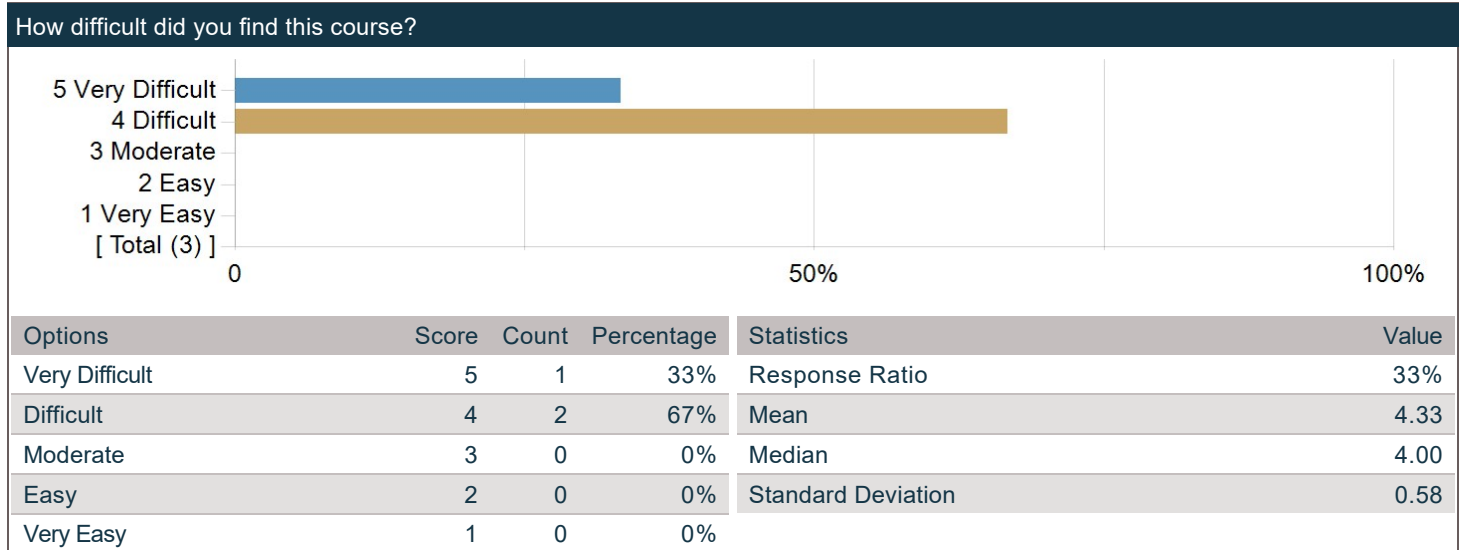 How difficult did you find this course?
5 Very Difficult
4 Difficult
3 Moderate
2 Easy
1 Very Easy
[ Total (3) ]
0 50% 100%
Options Score Count Percentage
Very Difficult 5 1 33%
Difficult 4 2 67%
Moderate 3 0 0%
Easy 2 0 0%
Very Easy 1 0 0%
Statistics Value
Response Ratio 33%
Mean 4.33
Median 4.00
Standard Deviation 0.58